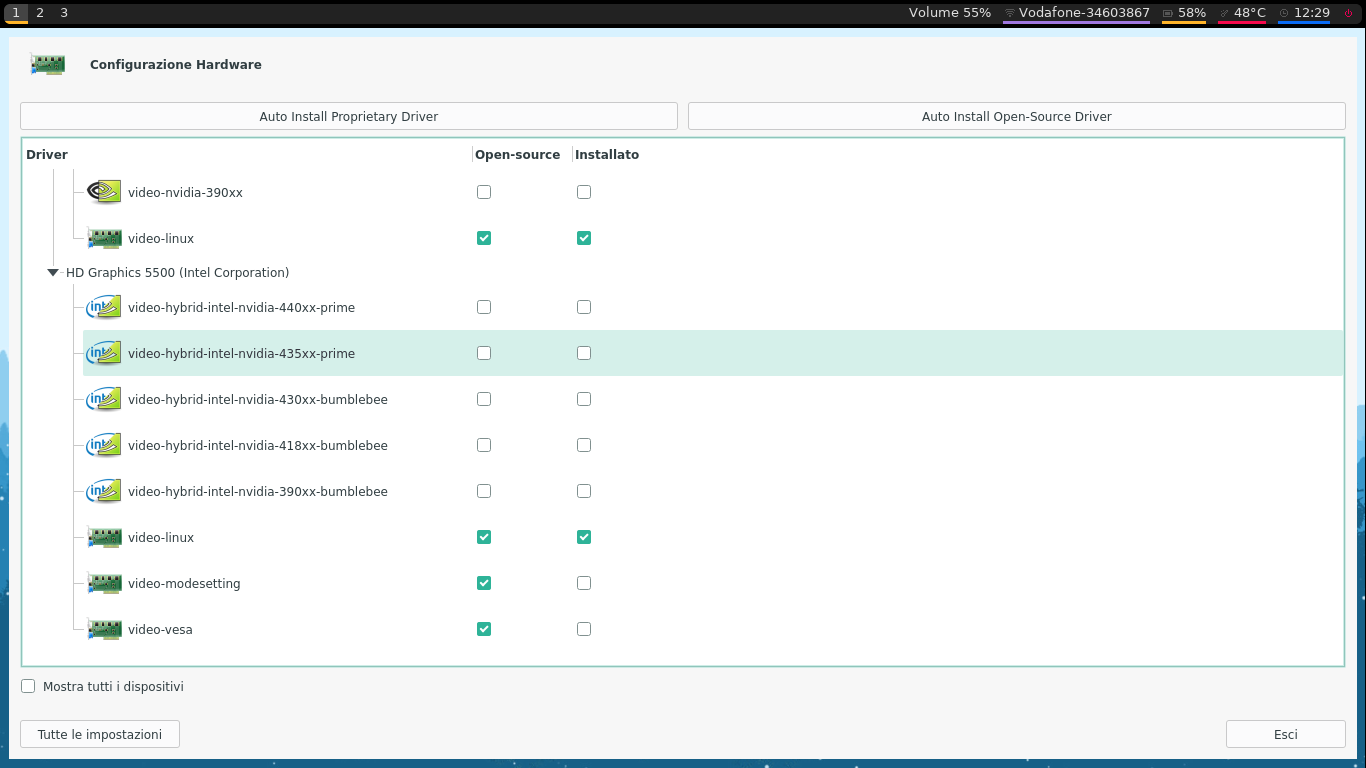 1 2 3 Volume 55% Vodafone-34603867 58% 48°C 12:29
Configurazione Hardware
Auto Install Proprietary Driver Auto Install Open-Source Driver
Driver Open-source Installato
video-nvidia-390xx
video-linux
HD Graphics 5500 (Intel Corporation)
video-hybrid-intel-nvidia-440xx-prime
video-hybrid-intel-nvidia-435xx-prime
video-hybrid-intel-nvidia-430xx-bumblebee
video-hybrid-intel-nvidia-418xx-bumblebee
video-hybrid-intel-nvidia-390xx-bumblebee
video-linux
video-modesetting
video-vesa
Mostra tutti i dispositivi
Tutte le impostazioni Esci